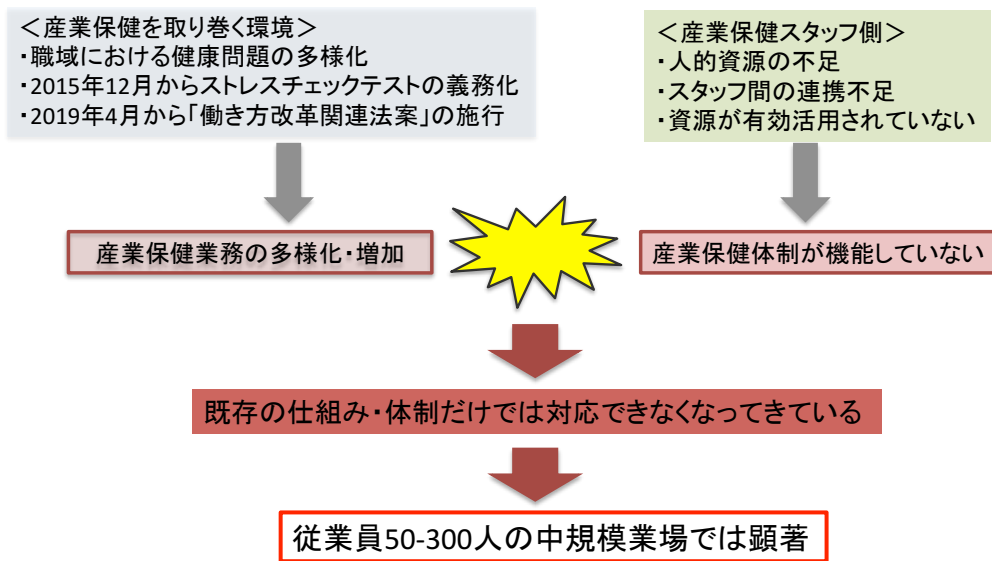 ＜産業保健を取り巻く環境＞
・職域における健康問題の多様化
・2015年12月からストレスチェックテストの義務化
・2019年4月から「働き方改革関連法案」の施行
＜産業保健スタッフ側＞
・人的資源の不足
・スタッフ間の連携不足
・資源が有効活用されていない
産業保健業務の多様化・増加
産業保健体制が機能していない
既存の仕組み・体制だけでは対応できなくなってきている
従業員50-300人の中規模業場では顕著